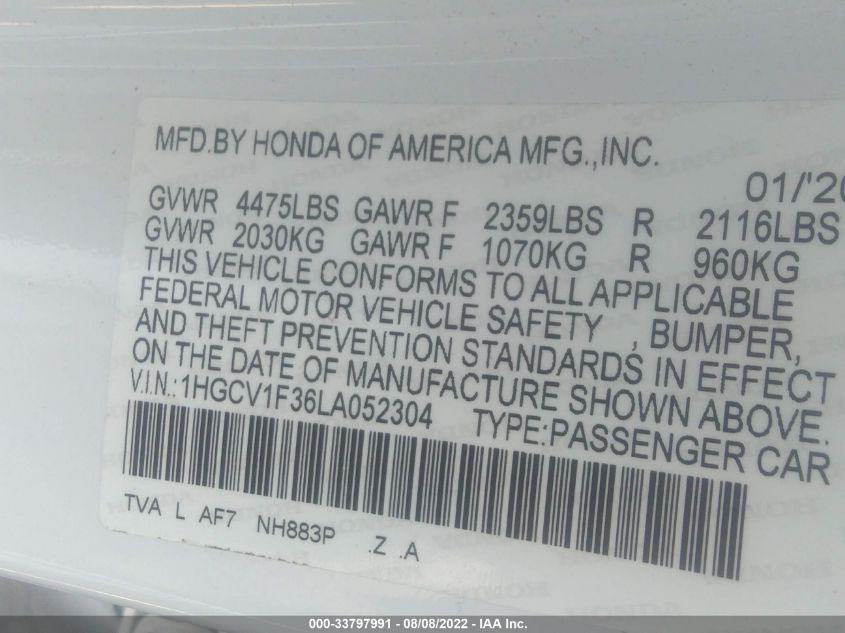 MFD.BY HONDA OF AMERICA MFG.,INC.
01/'20
GVWR 4475LBS GAWR F 2359LBS R 2116LBS
GVWR 2030KG GAWR F 1070KG R 960KG
THIS VEHICLE CONFORMS TO ALL APPLICABLE
FEDERAL MOTOR VEHICLE SAFETY , BUMPER,
AND THEFT PREVENTION STANDARDS IN EFFECT
ON THE DATE OF MANUFACTURE SHOWN ABOVE.
V.I.N.:1HGCV1F36LA052304 TYPE:PASSENGER CAR
TVA L AF7 NH883P .Z .A
000-33797991 - 08/08/2022 - IAA Inc.